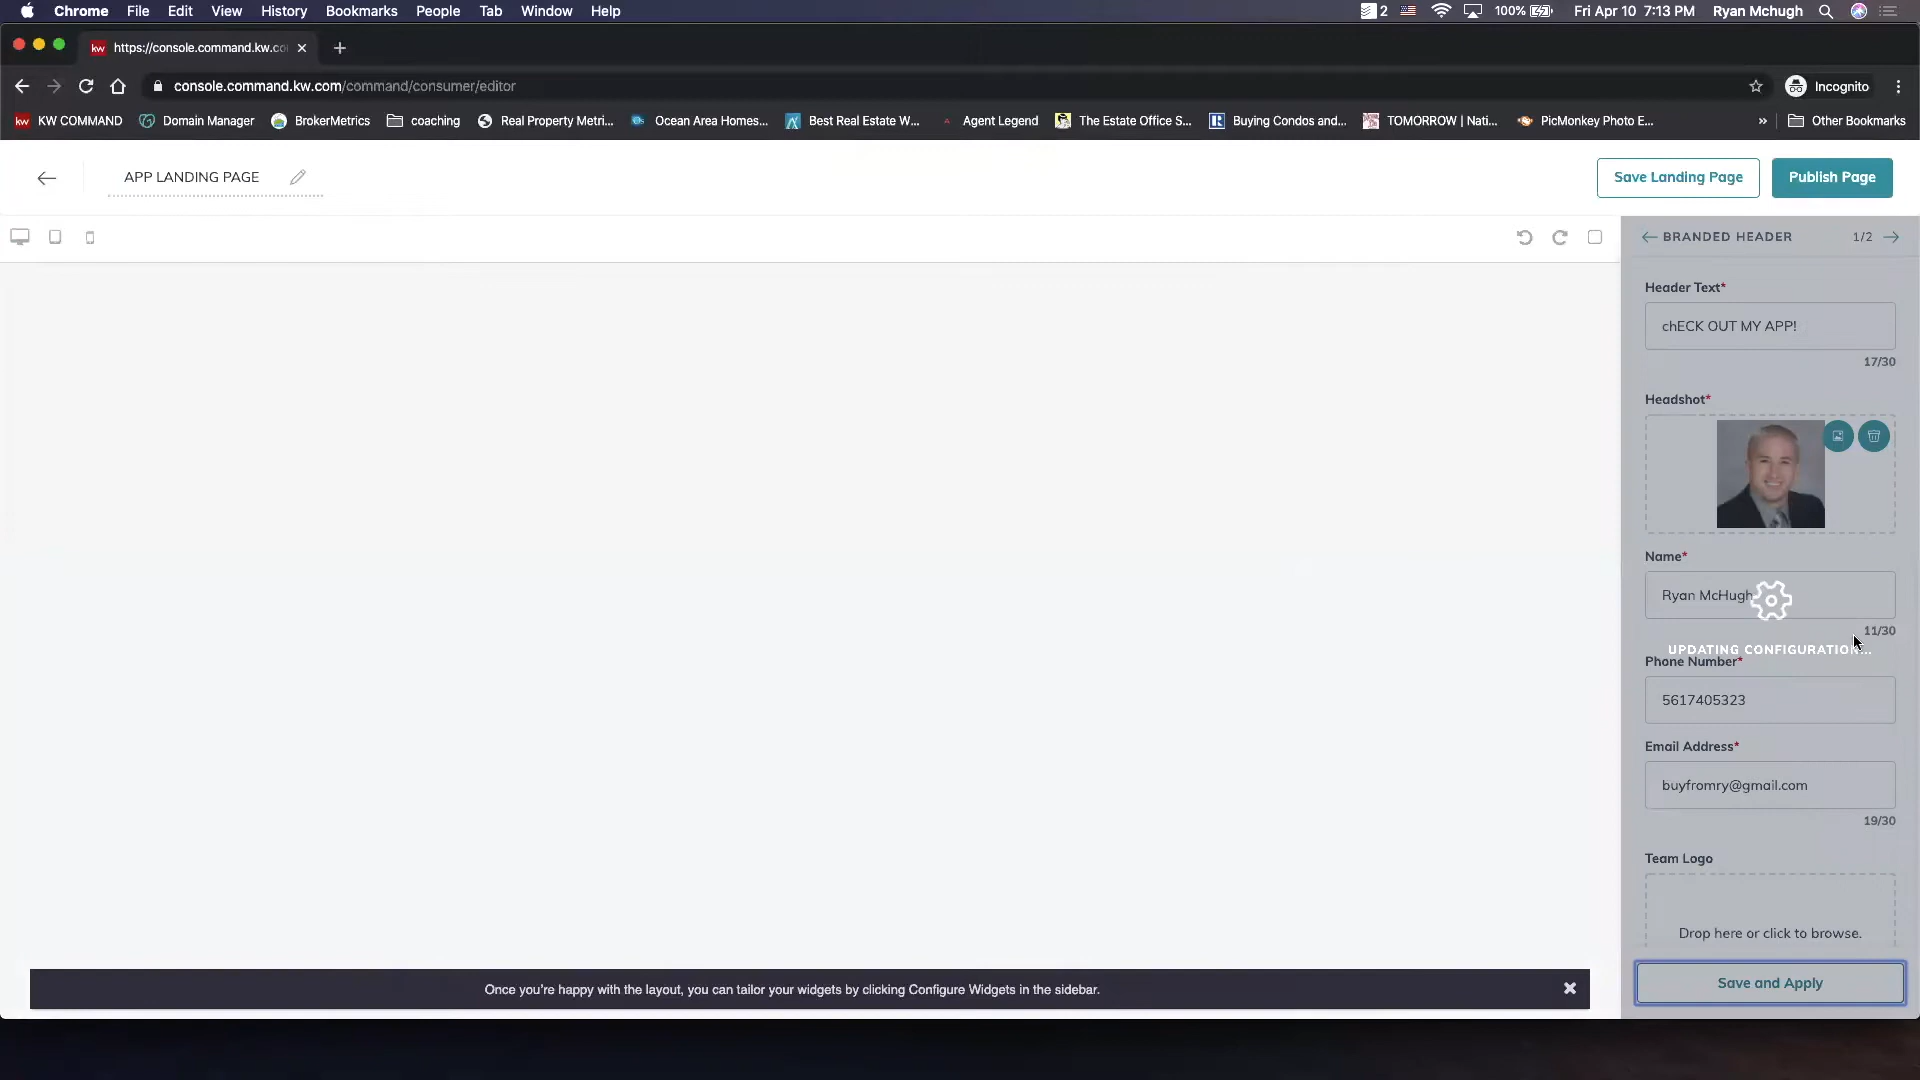 Chrome File Edit View History Bookmarks People Tab Window Help 2 100% Fri Apr 10 7:13 PM Ryan Mchugh
kw https://console.command.kw.co
console.command.kw.com/command/consumer/editor Incognito
kw KW COMMAND Domain Manager BrokerMetrics coaching Real Property Metri... Ocean Area Homes... Best Real Estate W... Agent Legend The Estate Office S... Buying Condos and... TOMORROW | Nati... PicMonkey Photo E... » Other Bookmarks
APP LANDING PAGE Save Landing Page Publish Page
BRANDED HEADER 1/2
Header Text*
chECK OUT MY APP!
17/30
Headshot*
Name*
Ryan McHugh
11/30
UPDATING CONFIGURATION...
Phone Number*
5617405323
Email Address*
buyfromry@gmail.com
19/30
Team Logo
Drop here or click to browse.
Save and Apply
Once you're happy with the layout, you can tailor your widgets by clicking Configure Widgets in the sidebar.